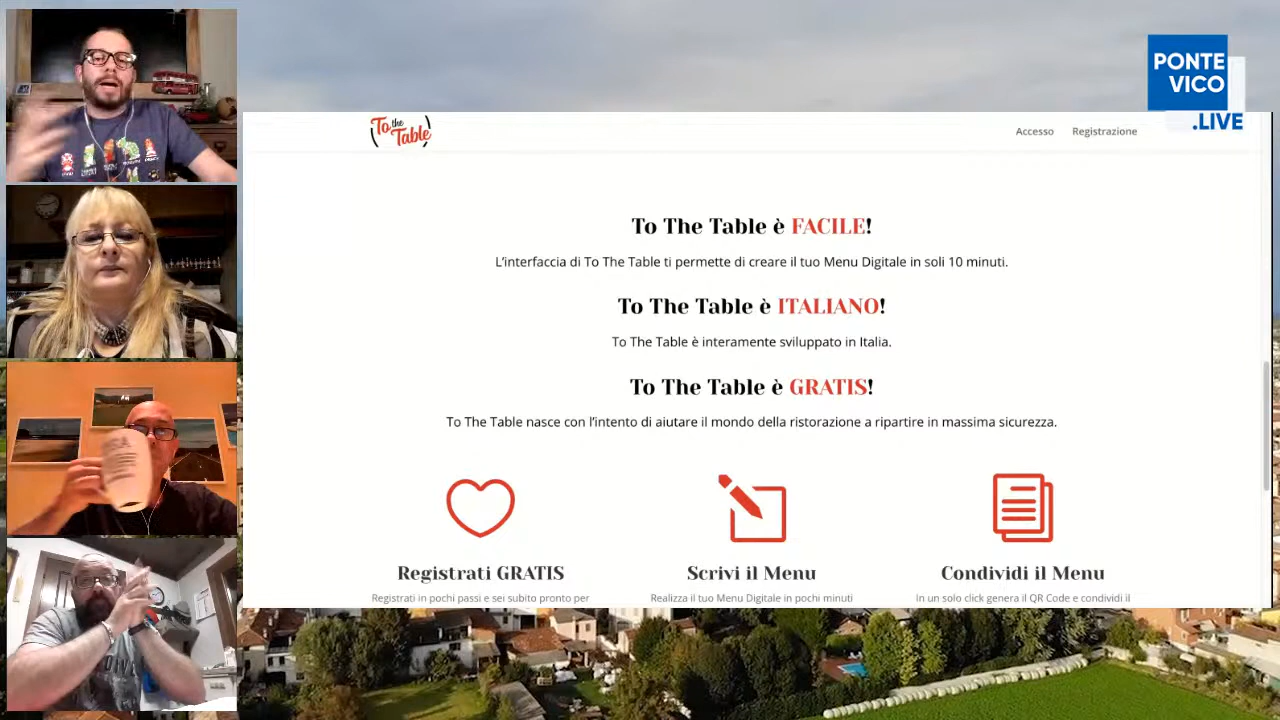 PONTE
VICO
.LIVE
To the Table
Accesso Registrazione
To The Table è FACILE!
L'interfaccia di To The Table ti permette di creare il tuo Menu Digitale in soli 10 minuti.
To The Table è ITALIANO!
To The Table è interamente sviluppato in Italia.
To The Table è GRATIS!
To The Table nasce con l'intento di aiutare il mondo della ristorazione a ripartire in massima sicurezza.
Registrati GRATIS Scrivi il Menu Condividi il Menu
Registrati in pochi passi e sei subito pronto per Realizza il tuo Menu Digitale in pochi minuti In un solo click genera il QR Code e condividi il